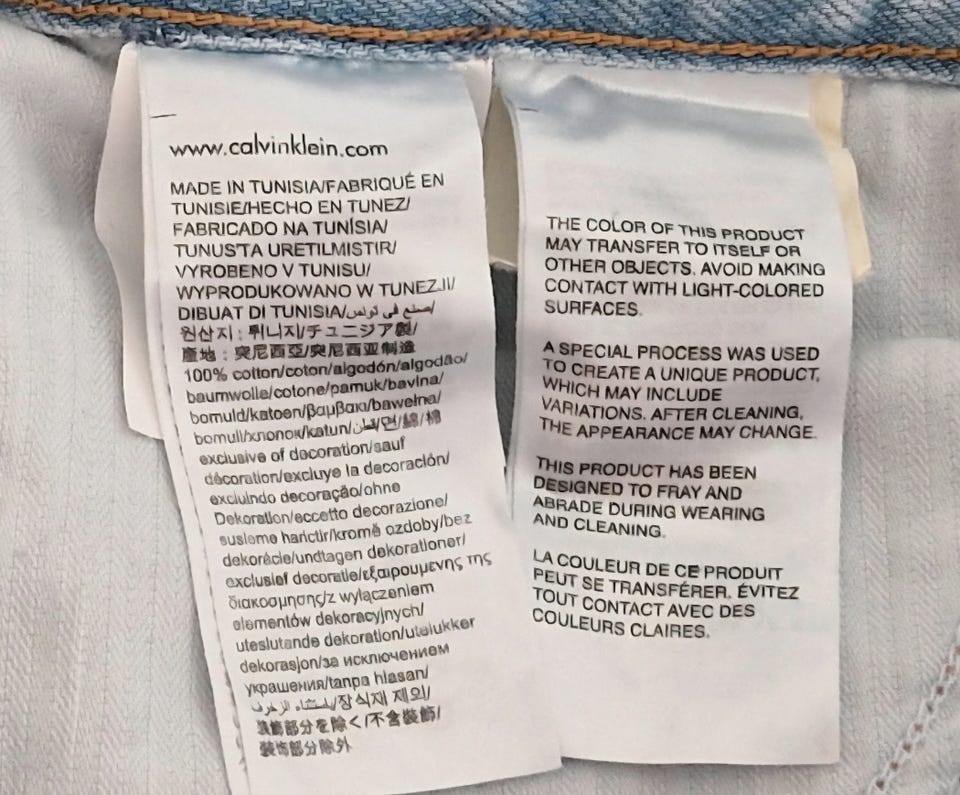 www.calvinklein.com
MADE IN TUNISIA/FABRIQUÉ EN
TUNISIE/HECHO EN TUNEZ/
FABRICADO NA TUNÍSIA/
TUNUS'TA URETILMISTIR/
VYROBENO V TUNISU/
WYPRODUKOWANO W TUNEZJI/
DIBUAT DI TUNISIA/صنع في تونس/
원산지 : 튀니지/チュニジア製/
產地 : 突尼西亞/突尼西亚制造
100% cotton/coton/algodón/algodão/
baumwolle/cotone/pamuk/bavlna/
bomuld/katoen/βαμβακι/bawełna/
bomull/хлопок/katun/قطن/면/綿/棉
exclusive of decoration/sauf
décoration/excluye la decoración/
excluindo decoração/ohne
Dekoration/eccetto decorazione/
susleme harictir/kromě ozdoby/bez
dekorácie/undtagen dekorationer/
exclusief decoratie/εξαιρουμενης της
διακοσμησης/z wyłączeniem
elementów dekoracyjnych/
uteslutande dekoration/utelukker
dekorasjon/за исключением
украшения/tanpa hiasan/
باستثناء الزخرف/장식재 제외/
装飾部分を除く/不含裝飾/
装饰部分除外
THE COLOR OF THIS PRODUCT
MAY TRANSFER TO ITSELF OR
OTHER OBJECTS. AVOID MAKING
CONTACT WITH LIGHT-COLORED
SURFACES.
A SPECIAL PROCESS WAS USED
TO CREATE A UNIQUE PRODUCT,
WHICH MAY INCLUDE
VARIATIONS. AFTER CLEANING,
THE APPEARANCE MAY CHANGE.
THIS PRODUCT HAS BEEN
DESIGNED TO FRAY AND
ABRADE DURING WEARING
AND CLEANING.
LA COULEUR DE CE PRODUIT
PEUT SE TRANSFÉRER. ÉVITEZ
TOUT CONTACT AVEC DES
COULEURS CLAIRES.